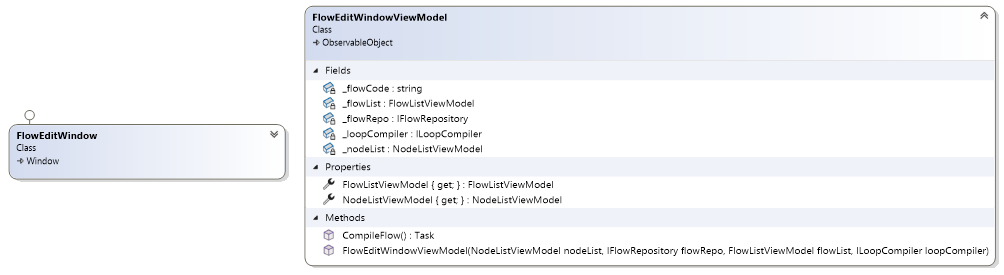 FlowEditWindow
Class
Window
FlowEditWindowViewModel
Class
ObservableObject
Fields
_flowCode : string
_flowList : FlowListViewModel
_flowRepo : IFlowRepository
_loopCompiler : ILoopCompiler
_nodeList : NodeListViewModel
Properties
FlowListViewModel { get; } : FlowListViewModel
NodeListViewModel { get; } : NodeListViewModel
Methods
CompileFlow() : Task
FlowEditWindowViewModel(NodeListViewModel nodeList, IFlowRepository flowRepo, FlowListViewModel flowList, ILoopCompiler loopCompiler)